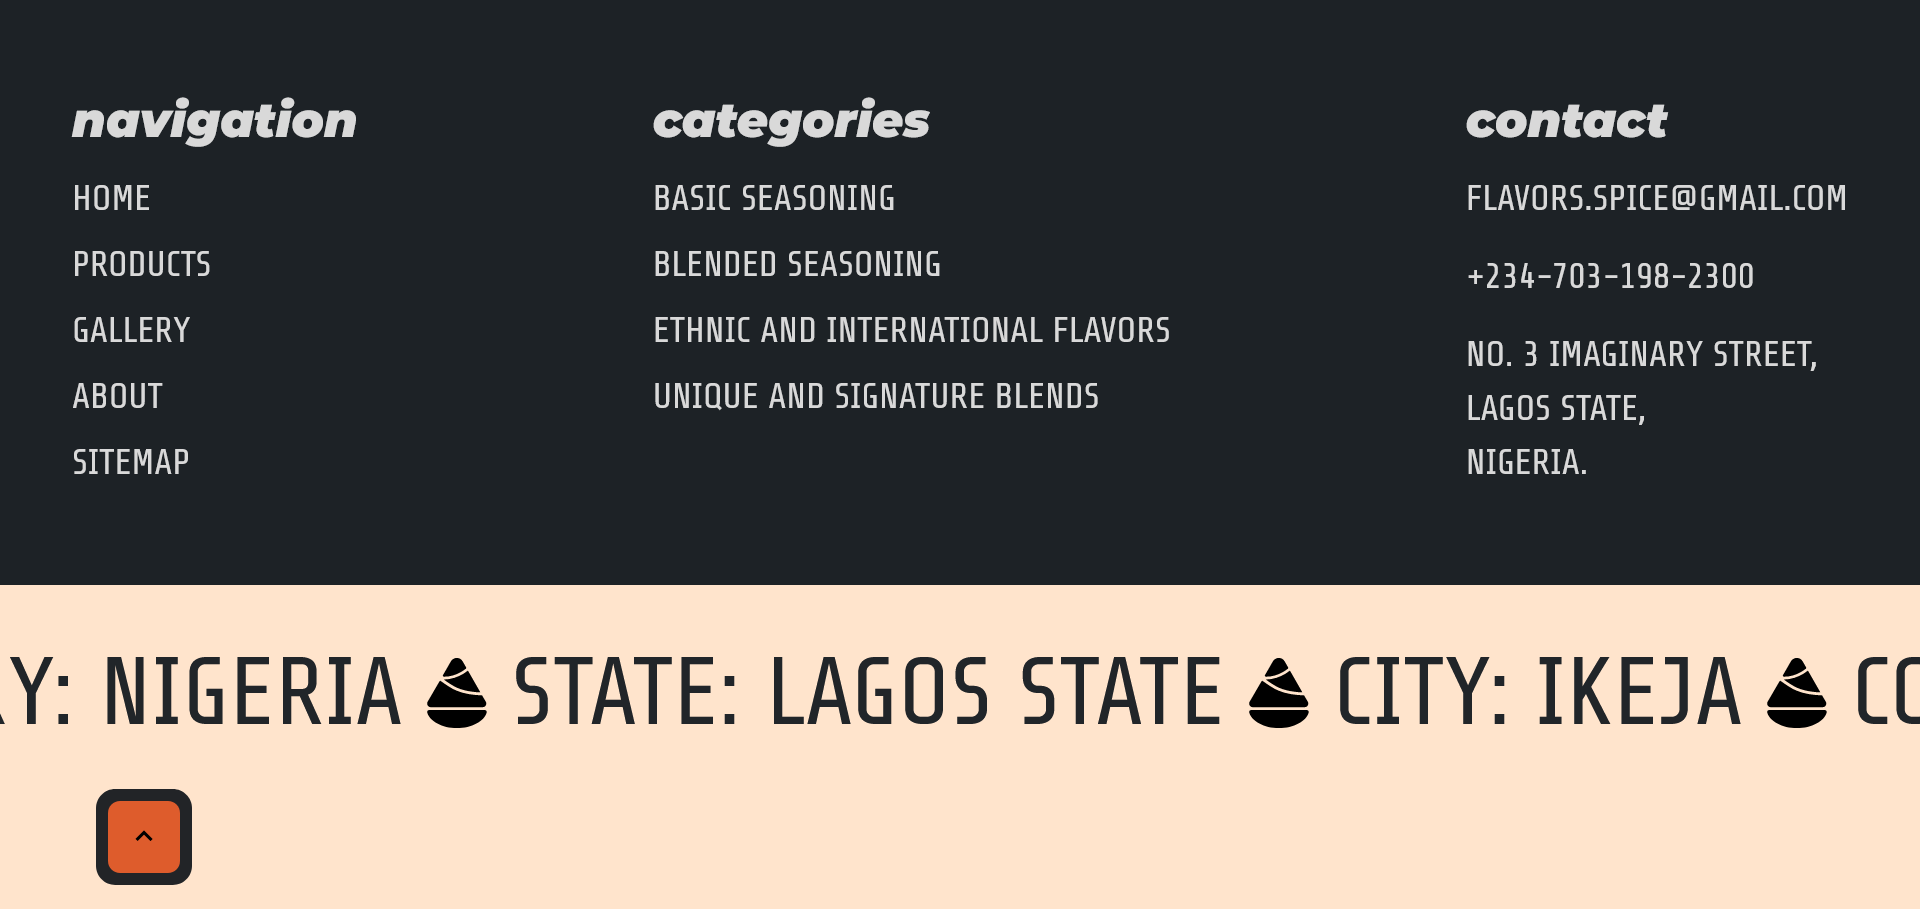 navigation
HOME
PRODUCTS
GALLERY
ABOUT
SITEMAP
categories
BASIC SEASONING
BLENDED SEASONING
ETHNIC AND INTERNATIONAL FLAVORS
UNIQUE AND SIGNATURE BLENDS
contact
FLAVORS.SPICE@GMAIL.COM
+234-703-198-2300
NO. 3 IMAGINARY STREET,
LAGOS STATE,
NIGERIA.
NIGERIA STATE: LAGOS STATE CITY: IKEJA